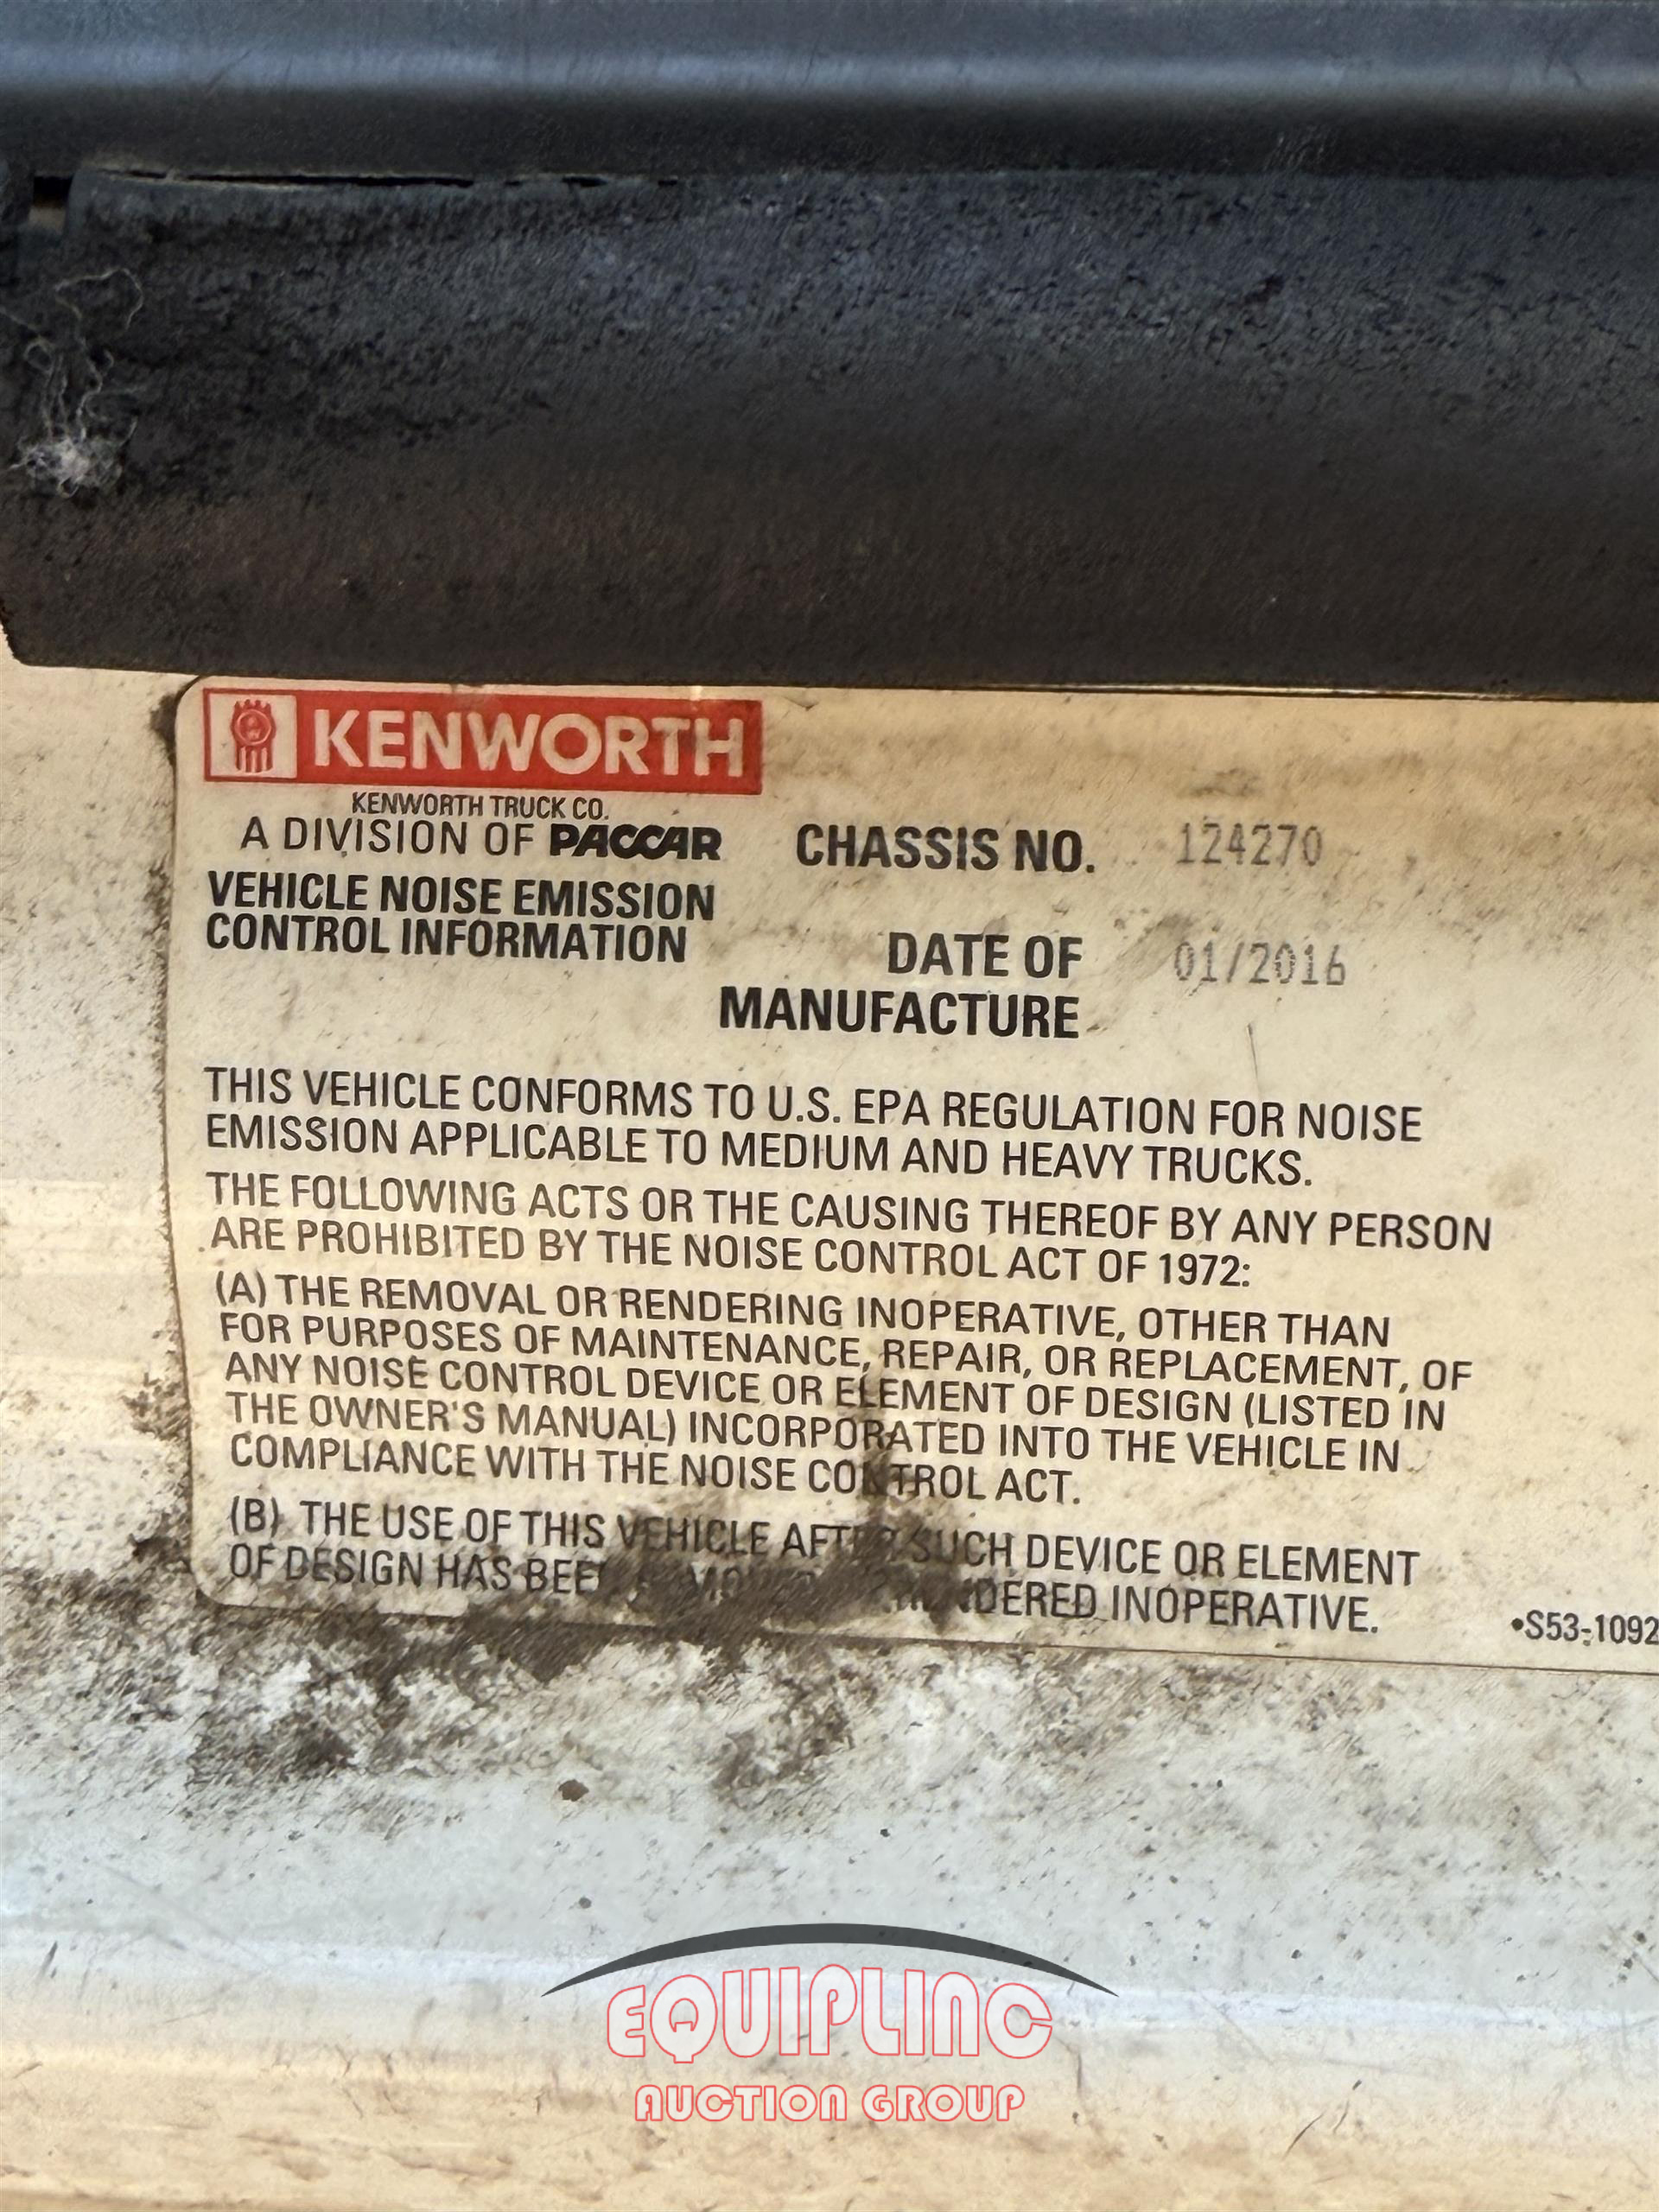 KENWORTH
KENWORTH TRUCK CO.
A DIVISION OF PACCAR
VEHICLE NOISE EMISSION
CONTROL INFORMATION
CHASSIS NO. 124270
DATE OF
MANUFACTURE
01/2016
THIS VEHICLE CONFORMS TO U.S. EPA REGULATION FOR NOISE
EMISSION APPLICABLE TO MEDIUM AND HEAVY TRUCKS.
THE FOLLOWING ACTS OR THE CAUSING THEREOF BY ANY PERSON
ARE PROHIBITED BY THE NOISE CONTROL ACT OF 1972:
(A) THE REMOVAL OR RENDERING INOPERATIVE, OTHER THAN
FOR PURPOSES OF MAINTENANCE, REPAIR, OR REPLACEMENT, OF
ANY NOISE CONTROL DEVICE OR ELEMENT OF DESIGN (LISTED IN
THE OWNER'S MANUAL) INCORPORATED INTO THE VEHICLE IN
COMPLIANCE WITH THE NOISE CONTROL ACT.
(B) THE USE OF THIS VEHICLE AFTER SUCH DEVICE OR ELEMENT
OF DESIGN HAS BEEN INOPERATIVE.
•S53-1092
EQUIPLINC
AUCTION GROUP